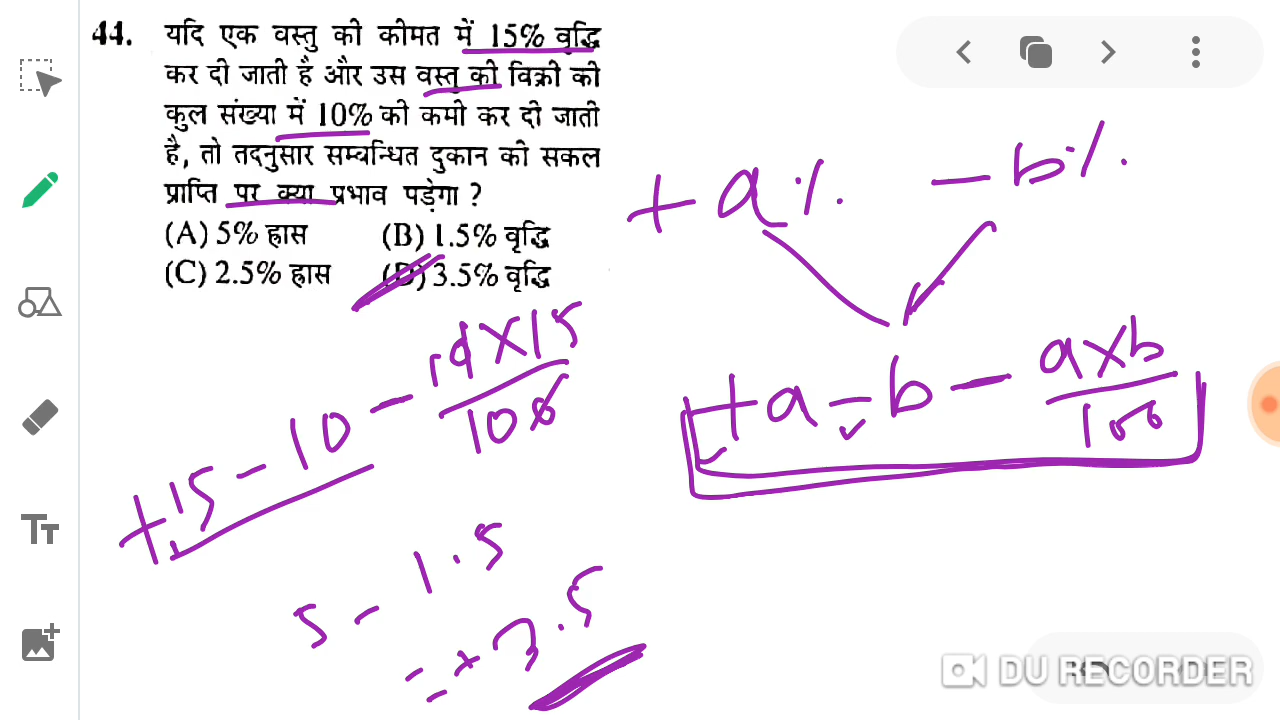 44. यदि एक वस्तु की कीमत में 15% वृद्धि
कर दी जाती है और उस वस्तु की विक्री की
कुल संख्या में 10% की कमी कर दी जाती
है, तो तदनुसार सम्बन्धित दुकान की सकल
प्राप्ति पर क्या प्रभाव पड़ेगा ?
(A) 5% ह्रास (B) 1.5% वृद्धि
(C) 2.5% ह्रास (D) 3.5% वृद्धि
+15 - 10 - 10×15/100
5 - 1.5
= + 3.5
+a% -b%
+a - b - a×b/100
Tт
DU RECORDER